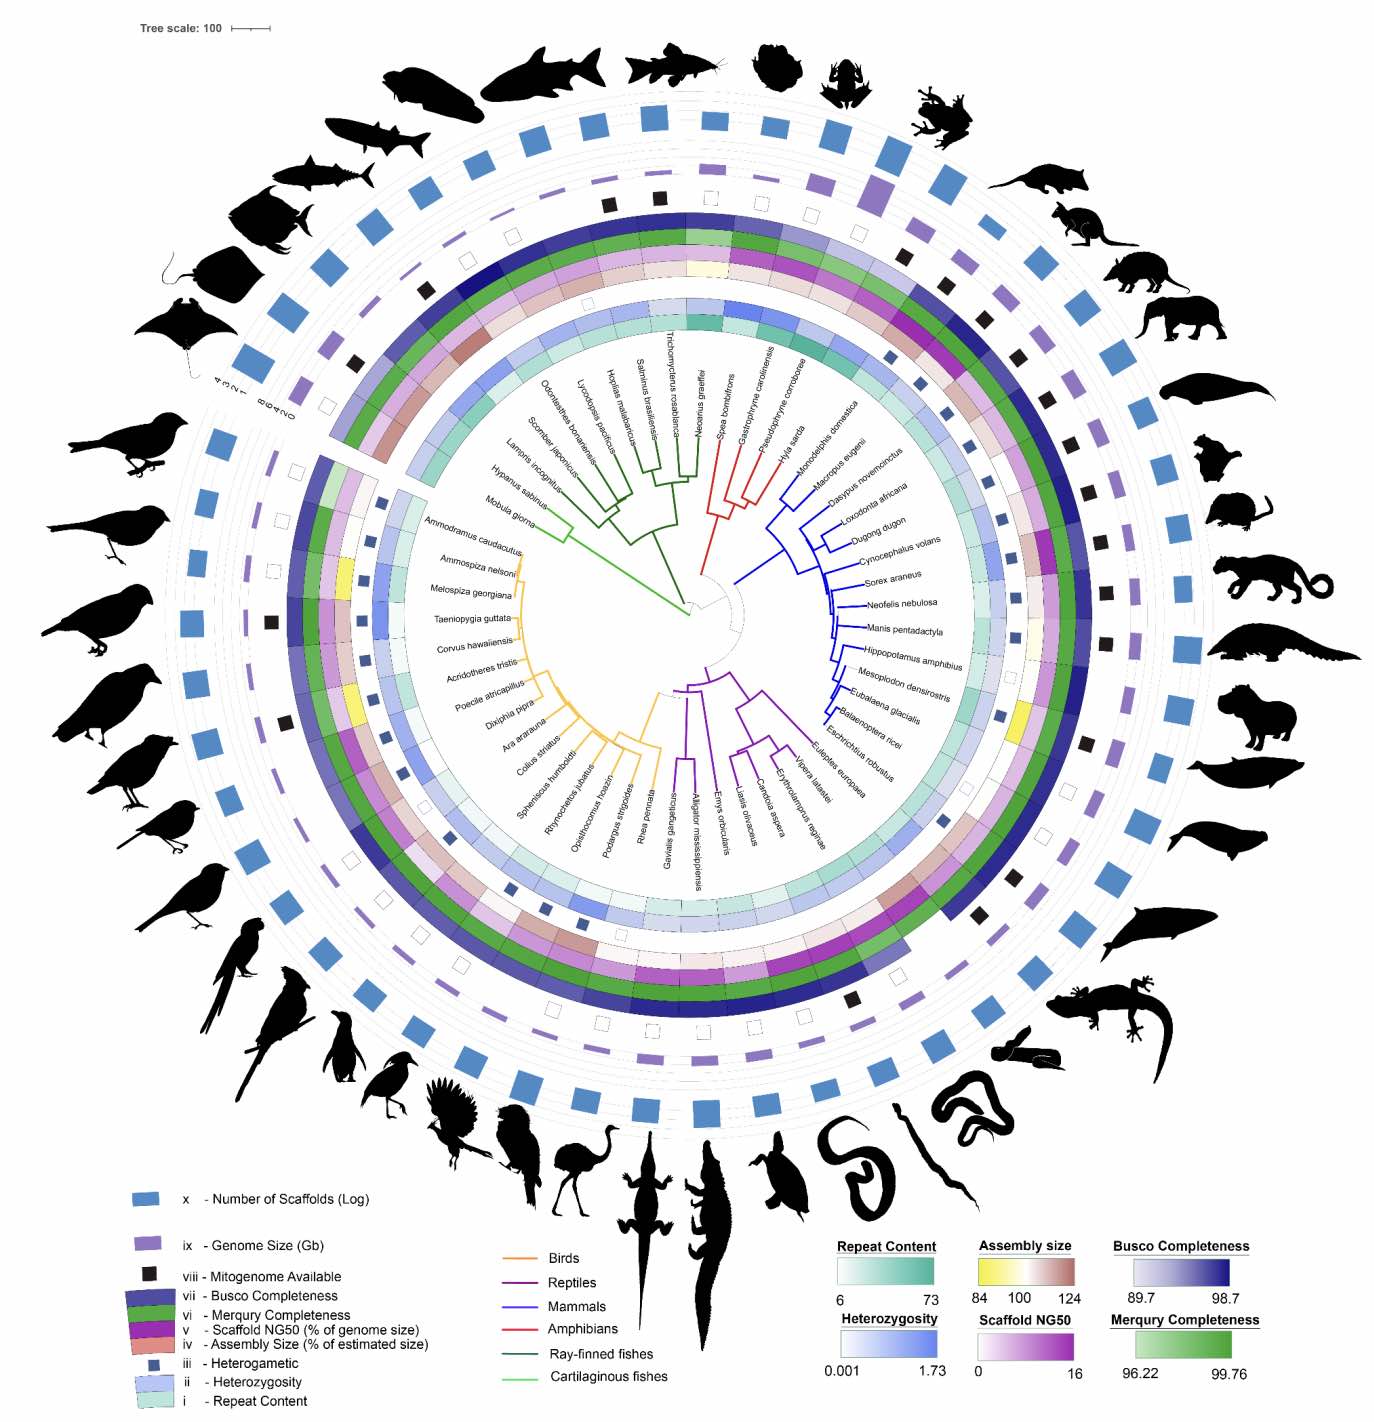 Tree scale: 100
4 3 2 1
8 6 4 2 0
Mobula giorna
Hypanus sabinus
Lampris incognitus
Scomber japonicus
Odontesthes bonariensis
Lycodopsis pacificus
Hoplias malabaricus
Salminus brasiliensis
Trichomycterus rosablanca
Neoarius graeffei
Spea bombifrons
Gastrophryne carolinensis
Pseudophryne corroboree
Hyla sarda
Monodelphis domestica
Macropus eugenii
Dasypus novemcinctus
Loxodonta africana
Dugong dugon
Cynocephalus volans
Sorex araneus
Neofelis nebulosa
Manis pentadactyla
Hippopotamus amphibius
Mesoplodon densirostris
Eubalaena glacialis
Balaenoptera ricei
Eschrichtius robustus
Euleptes europaea
Vipera latastei
Erythrolamprus reginae
Candoia aspera
Liasis olivaceus
Emys orbicularis
Alligator mississippiensis
Gavialis gangeticus
Rhea pennata
Podargus strigoides
Opisthocomus hoazin
Rhynochetos jubatus
Spheniscus humboldti
Colius striatus
Ara ararauna
Dixiphia pipra
Poecile atricapillus
Acridotheres tristis
Corvus hawaiiensis
Taeniopygia guttata
Melospiza georgiana
Ammospiza nelsoni
Ammodramus caudacutus
x - Number of Scaffolds (Log)
ix - Genome Size (Gb)
viii - Mitogenome Available
vii - Busco Completeness
vi - Merqury Completeness
v - Scaffold NG50 (% of genome size)
iv - Assembly Size (% of estimated size)
iii - Heterogametic
ii - Heterozygosity
i - Repeat Content
Birds
Reptiles
Mammals
Amphibians
Ray-finned fishes
Cartilaginous fishes
Repeat Content
6 73
Heterozygosity
0.001 1.73
Assembly size
84 100 124
Scaffold NG50
0 16
Busco Completeness
89.7 98.7
Merqury Completeness
96.22 99.76